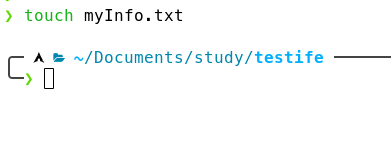 ❯ touch myInfo.txt
~/Documents/study/testife
❯